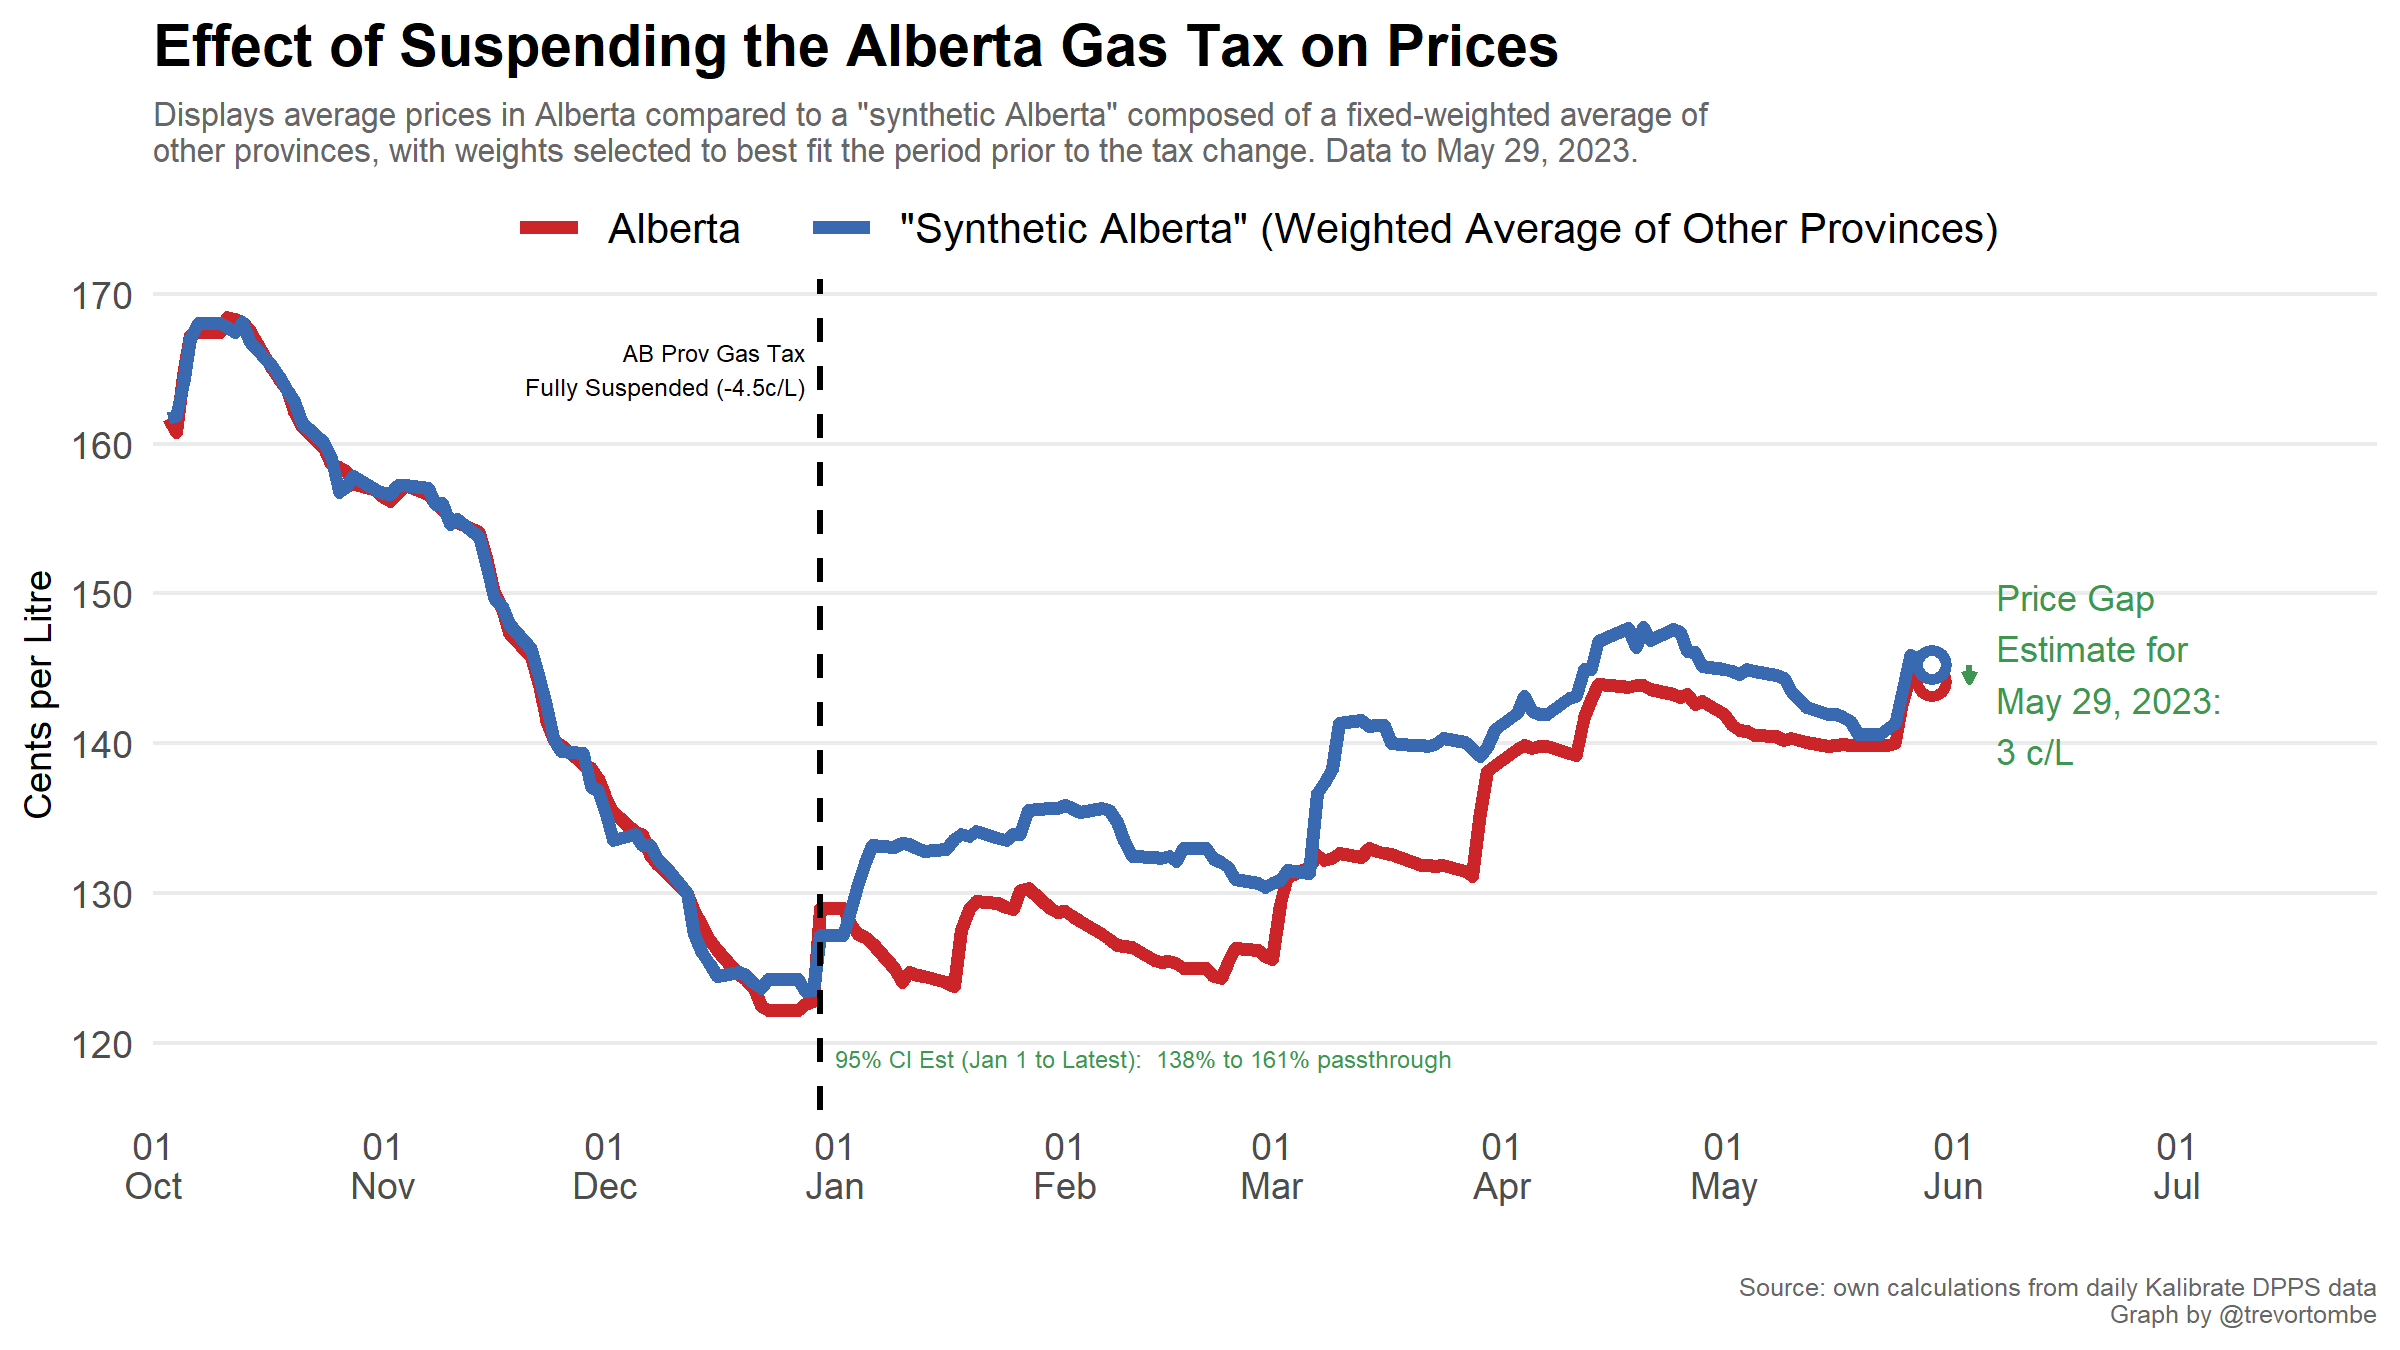 Effect of Suspending the Alberta Gas Tax on Prices
Displays average prices in Alberta compared to a "synthetic Alberta" composed of a fixed-weighted average of
other provinces, with weights selected to best fit the period prior to the tax change. Data to May 29, 2023.
Alberta
"Synthetic Alberta" (Weighted Average of Other Provinces)
170
160
150
140
130
120
Cents per Litre
AB Prov Gas Tax
Fully Suspended (-4.5c/L)
Price Gap
Estimate for
May 29, 2023:
3 c/L
95% CI Est (Jan 1 to Latest):  138% to 161% passthrough
01 01 01 01 01 01 01 01 01 01
Oct Nov Dec Jan Feb Mar Apr May Jun Jul
Source: own calculations from daily Kalibrate DPPS data
Graph by @trevortombe